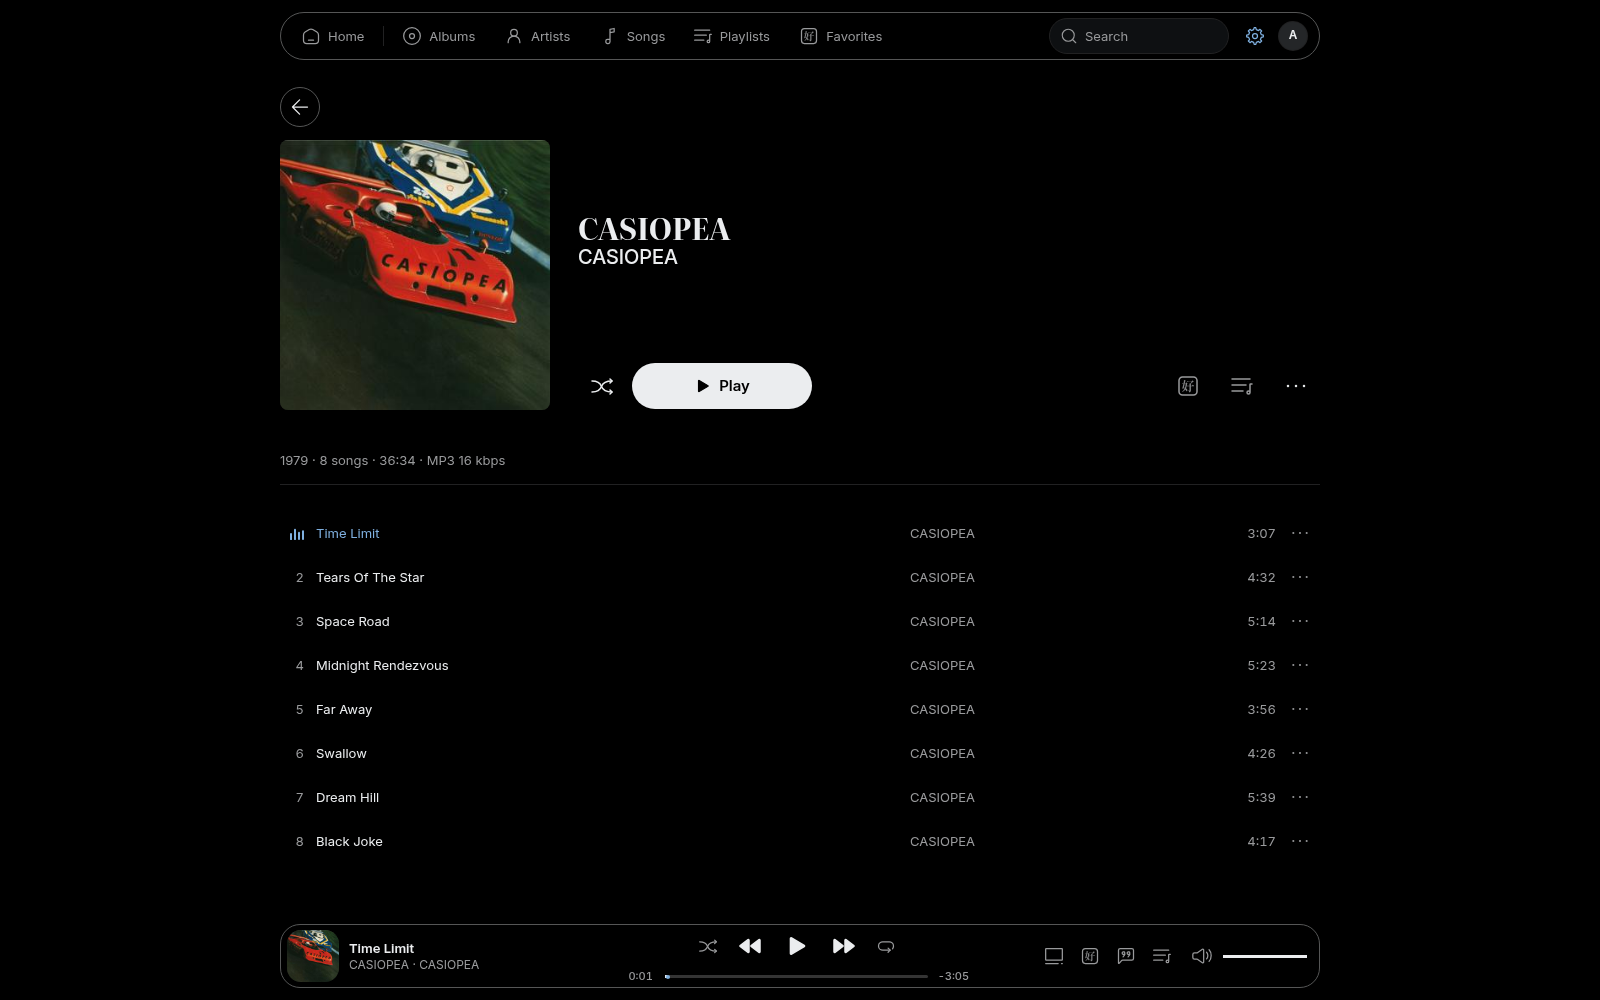 Home
Albums
Artists
Songs
Playlists
好
Favorites
Search
A
CASIOPEA
CASIOPEA
CASIOPEA
Play
好
1979 · 8 songs · 36:34 · MP3 16 kbps
Time Limit CASIOPEA 3:07
2 Tears Of The Star CASIOPEA 4:32
3 Space Road CASIOPEA 5:14
4 Midnight Rendezvous CASIOPEA 5:23
5 Far Away CASIOPEA 3:56
6 Swallow CASIOPEA 4:26
7 Dream Hill CASIOPEA 5:39
8 Black Joke CASIOPEA 4:17
Time Limit
CASIOPEA · CASIOPEA
0:01
-3:05
好